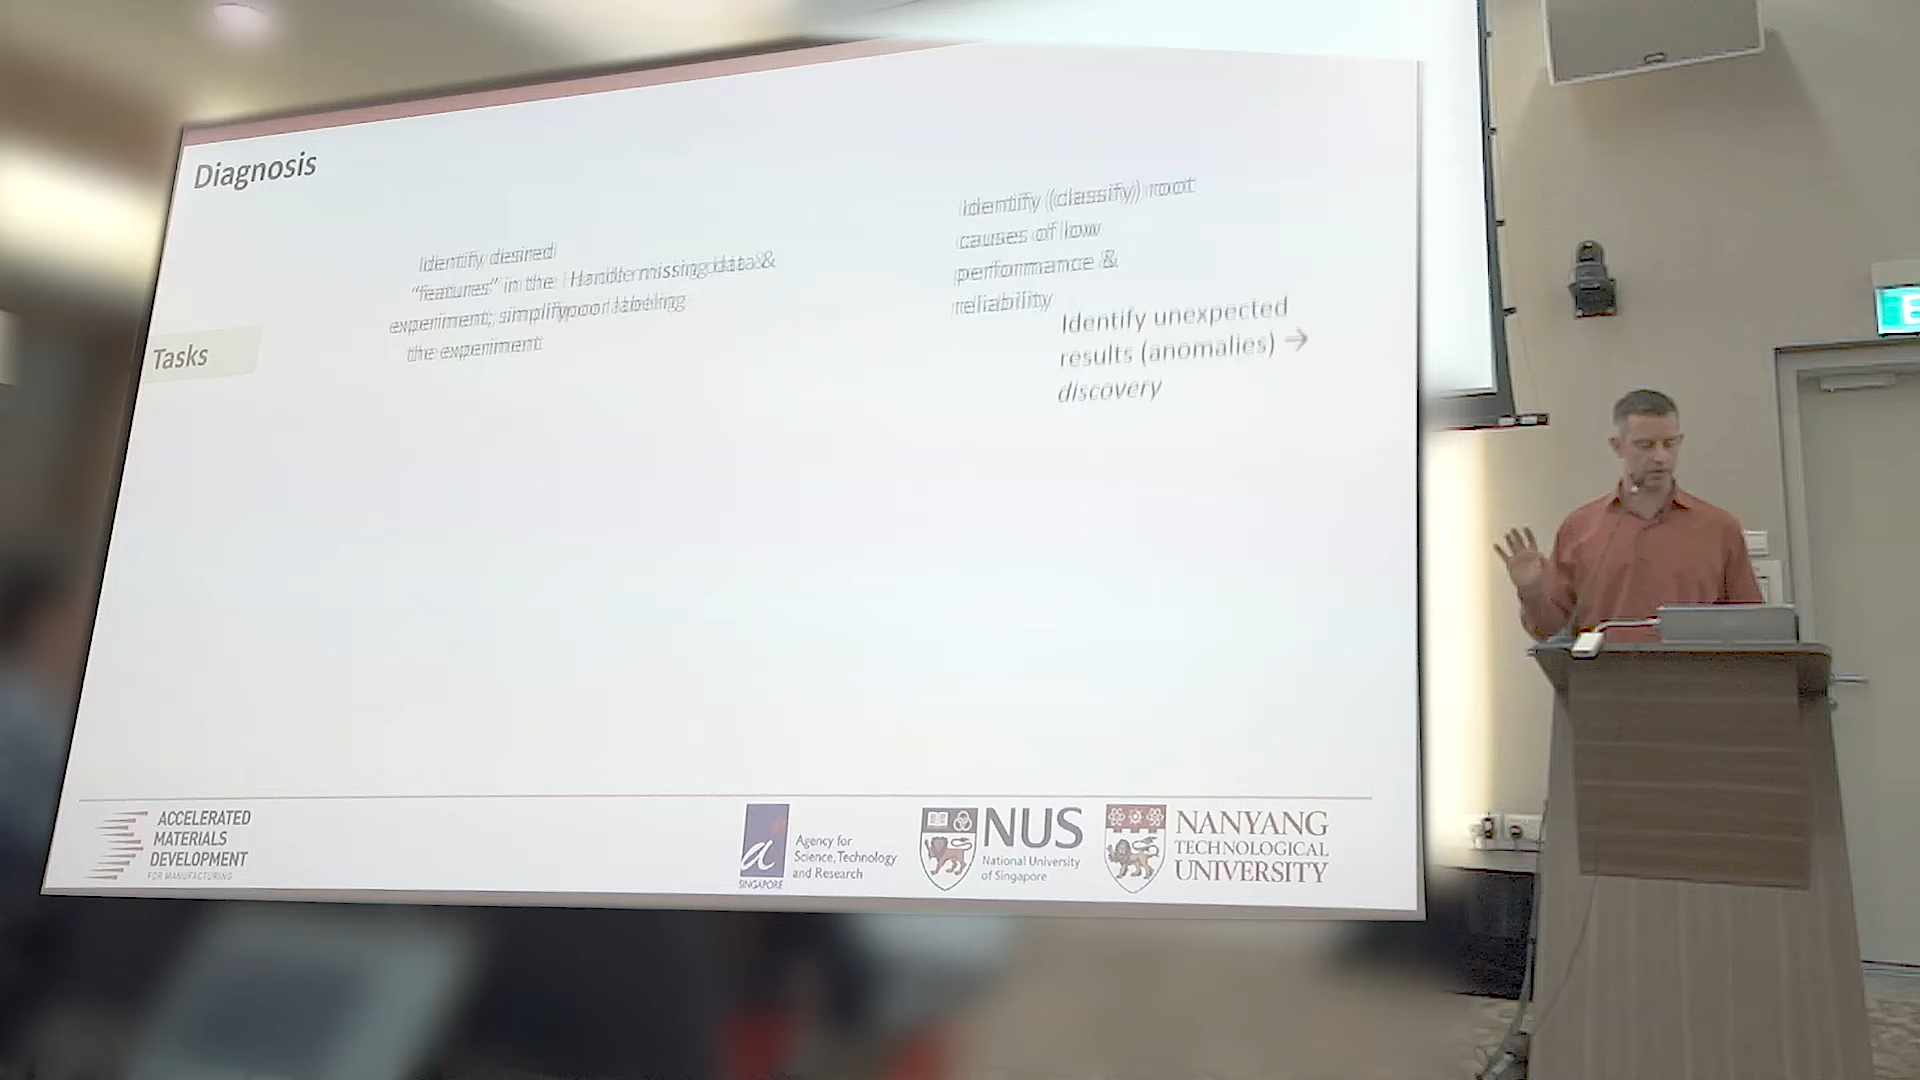 Diagnosis
Identify desired
"features" in the
experiment; simplify
the experiment
Handle missing data &
poor labeling
Identify (classify) root
causes of low
performance &
reliability
Identify unexpected
results (anomalies) →
discovery
Tasks
ACCELERATED
MATERIALS
DEVELOPMENT
FOR MANUFACTURING
SINGAPORE
Agency for
Science, Technology
and Research
NUS
National University
of Singapore
NANYANG
TECHNOLOGICAL
UNIVERSITY